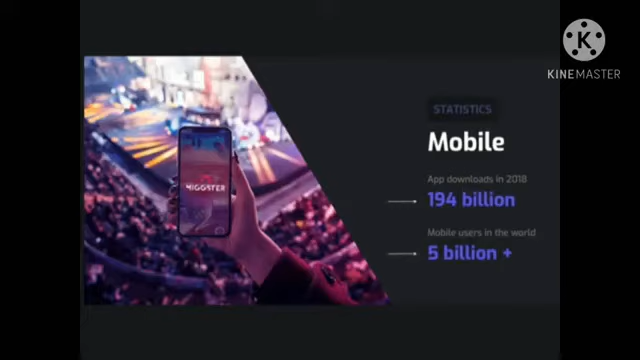 KINEMASTER
STATISTICS
Mobile
App downloads in 2018
194 billion
MIGGSTER
Mobile users in the world
5 billion +